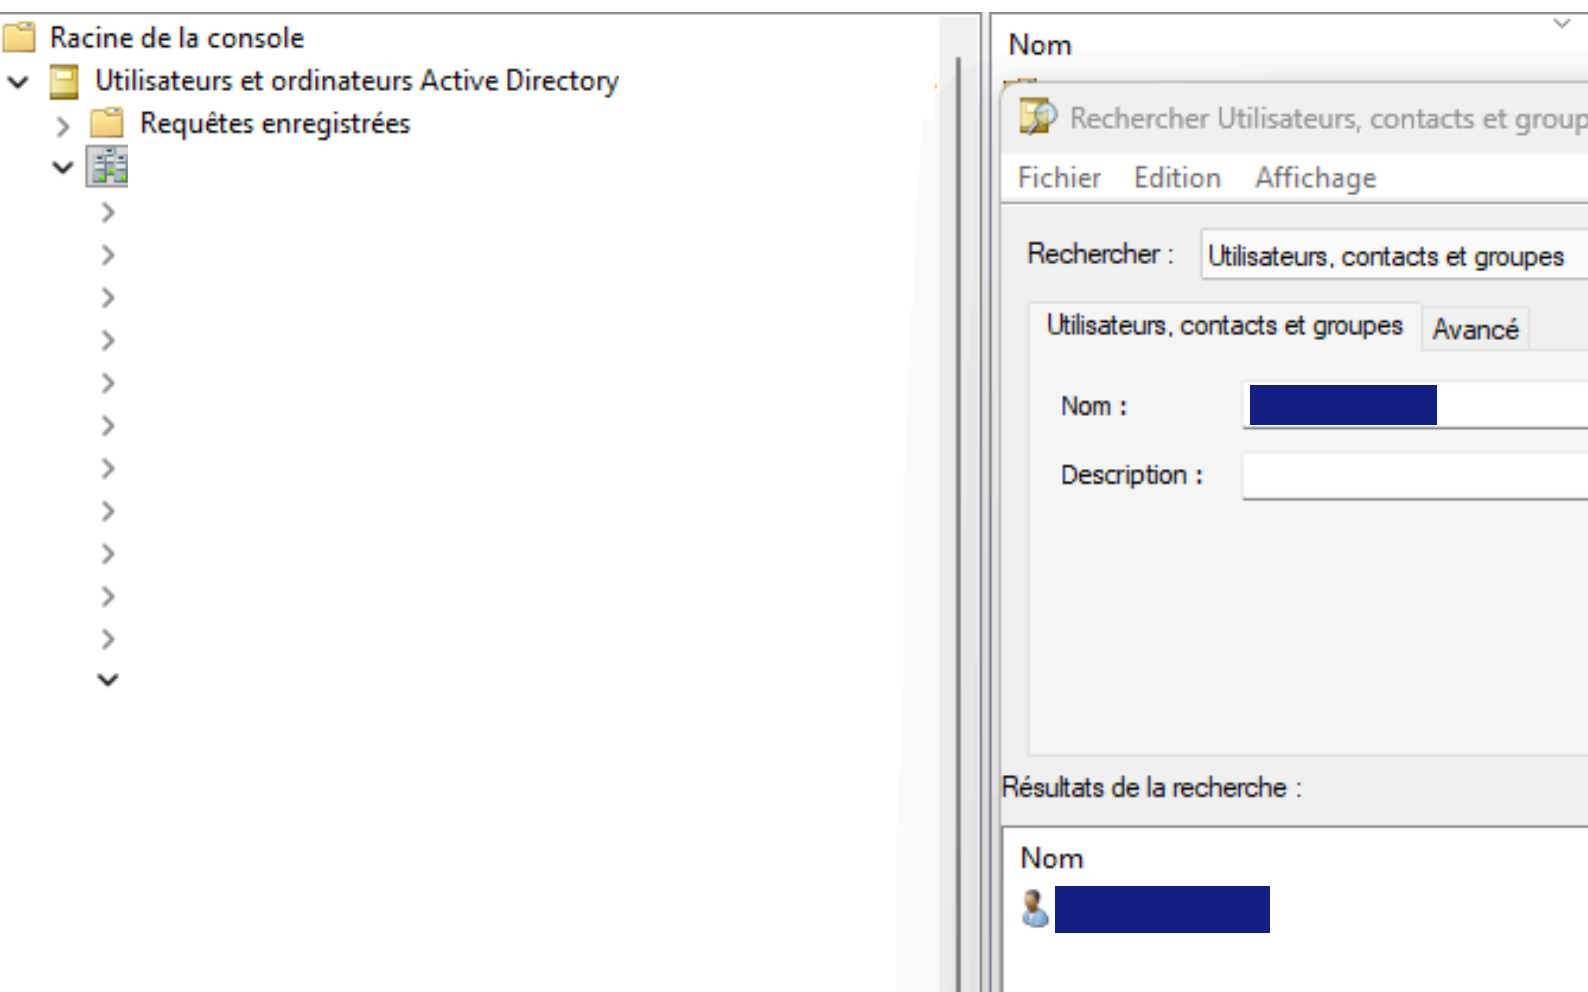 Racine de la console
Utilisateurs et ordinateurs Active Directory
Requêtes enregistrées
Nom
Rechercher Utilisateurs, contacts et group
Fichier Edition Affichage
Rechercher : Utilisateurs, contacts et groupes
Utilisateurs, contacts et groupes Avancé
Nom :
Description :
Résultats de la recherche :
Nom